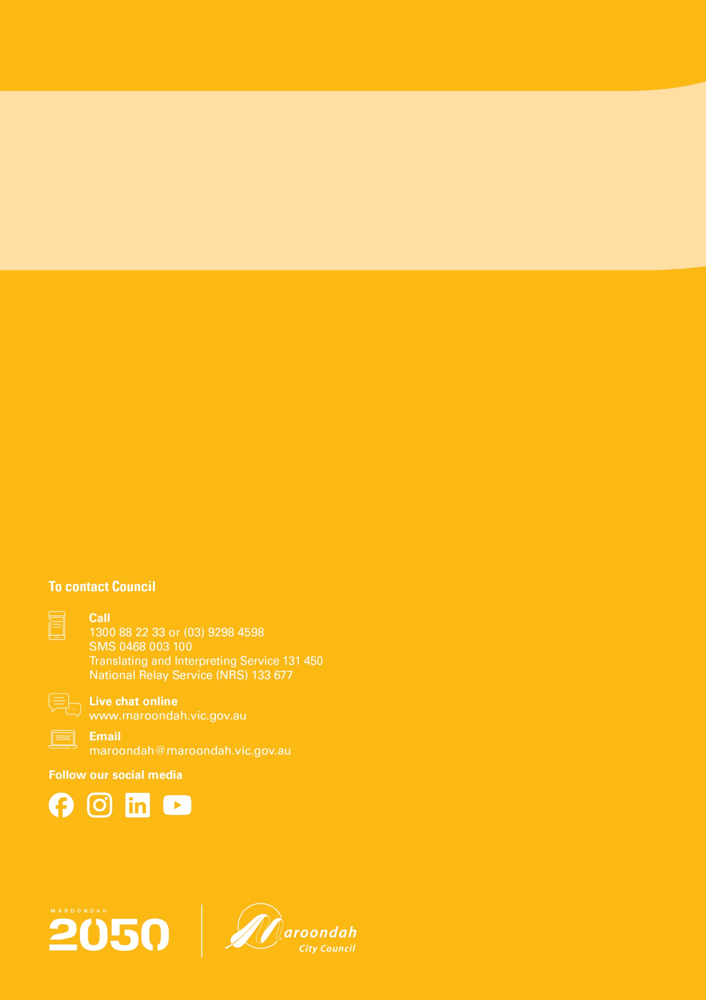 To contact Council
Call
1300 88 22 33 or (03) 9298 4598
SMS 0468 003 100
Translating and Interpreting Service 131 450
National Relay Service (NRS) 133 677
Live chat online
www.maroondah.vic.gov.au
Email
maroondah@maroondah.vic.gov.au
Follow our social media
MAROONDAH
2050
Maroondah
City Council